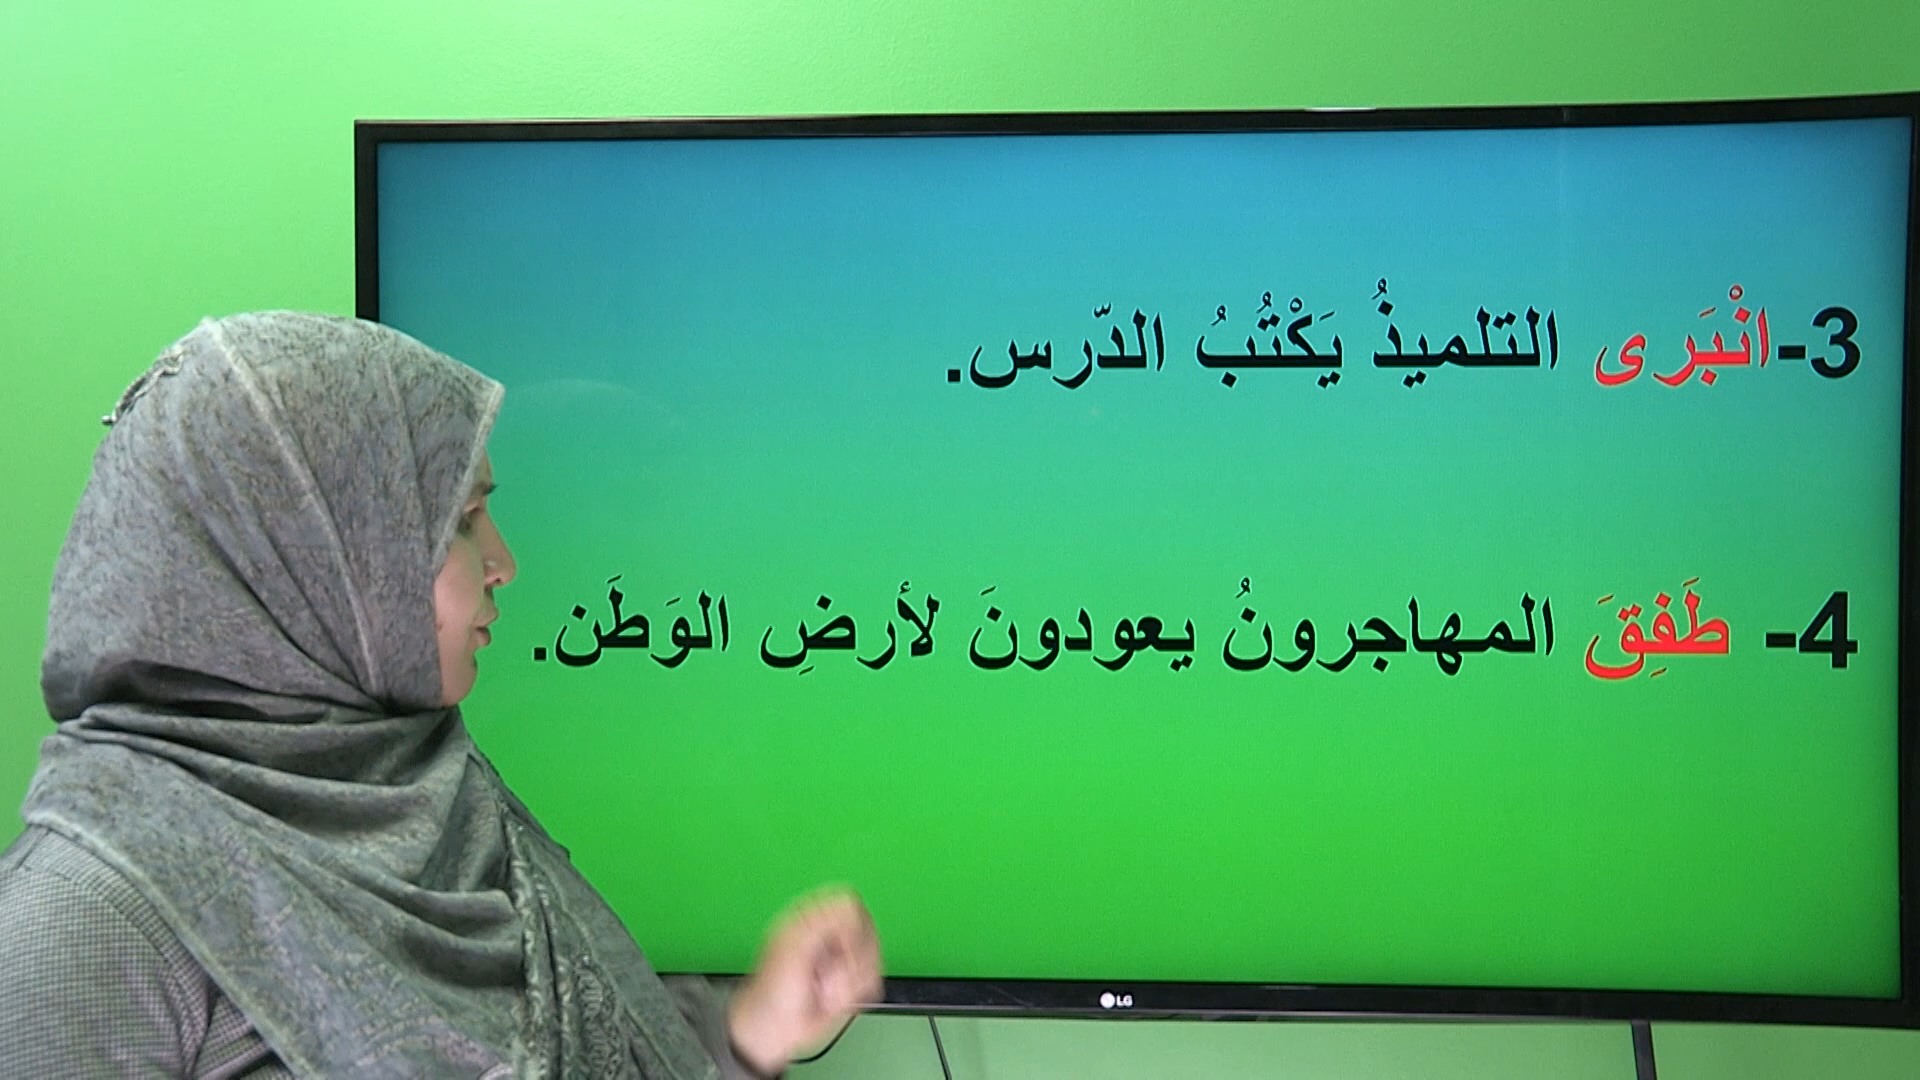 3-انْبَرى التلميذُ يَكْتُبُ الدّرس.
4- طَفِقَ المهاجرونُ يعودونَ لأرضِ الوَطَن.
LG